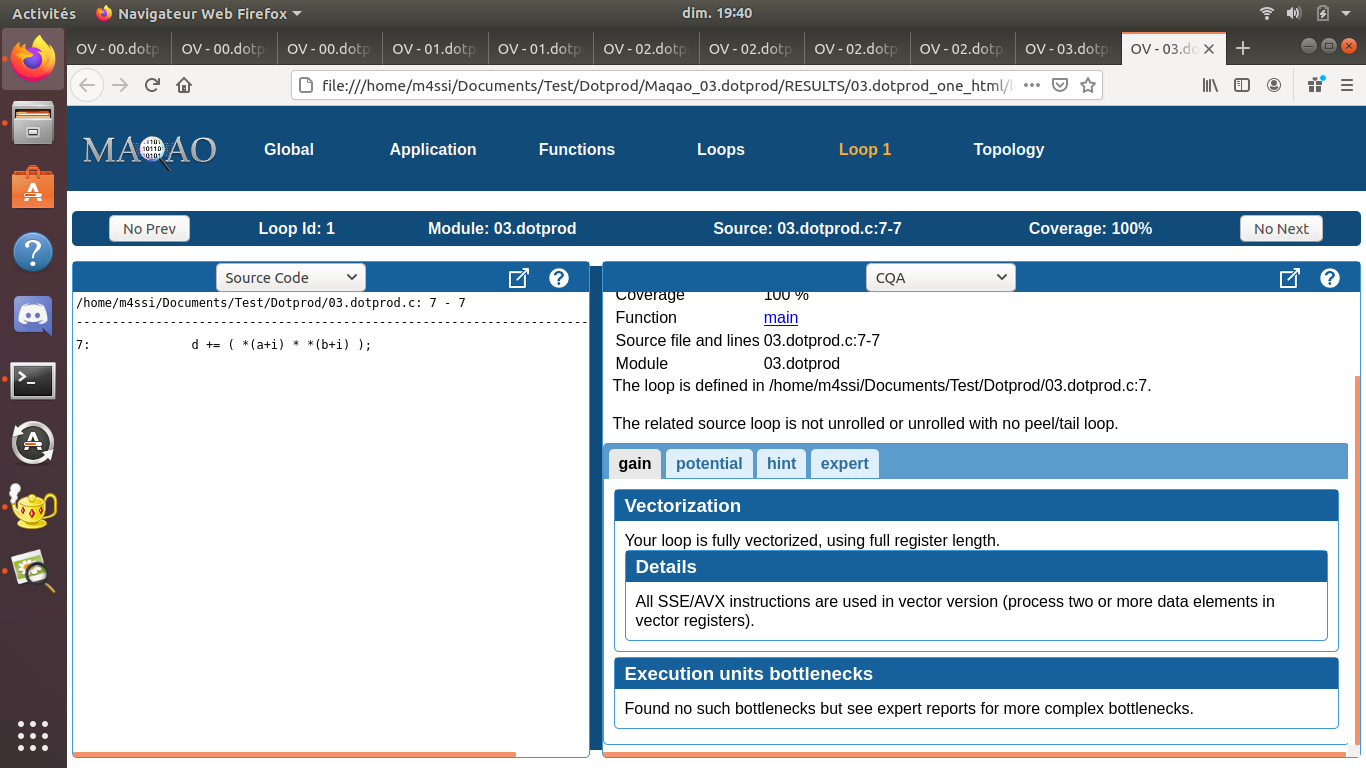 Activités
Navigateur Web Firefox
dim. 19:40
OV - 00.dotp
OV - 00.dotp
OV - 00.dotp
OV - 01.dotp
OV - 01.dotp
OV - 02.dotp
OV - 02.dotp
OV - 02.dotp
OV - 02.dotp
OV - 03.dotp
OV - 03.do
file:///home/m4ssi/Documents/Test/Dotprod/Maqao_03.dotprod/RESULTS/03.dotprod_one_html/
MAQAO
Global
Application
Functions
Loops
Loop 1
Topology
No Prev
Loop Id: 1
Module: 03.dotprod
Source: 03.dotprod.c:7-7
Coverage: 100%
No Next
Source Code
/home/m4ssi/Documents/Test/Dotprod/03.dotprod.c: 7 - 7
--------------------------------------------------------------------------------
7: d += ( *(a+i) * *(b+i) );
CQA
Coverage 100 %
Function main
Source file and lines 03.dotprod.c:7-7
Module 03.dotprod
The loop is defined in /home/m4ssi/Documents/Test/Dotprod/03.dotprod.c:7.
The related source loop is not unrolled or unrolled with no peel/tail loop.
gain
potential
hint
expert
Vectorization
Your loop is fully vectorized, using full register length.
Details
All SSE/AVX instructions are used in vector version (process two or more data elements in
vector registers).
Execution units bottlenecks
Found no such bottlenecks but see expert reports for more complex bottlenecks.